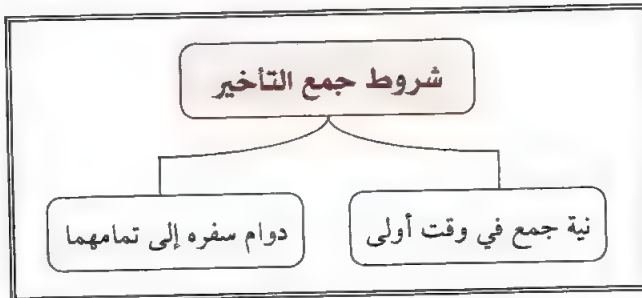 شروط جمع التأخير
نية جمع في وقت أولى
دوام سفره إلى تمامهما